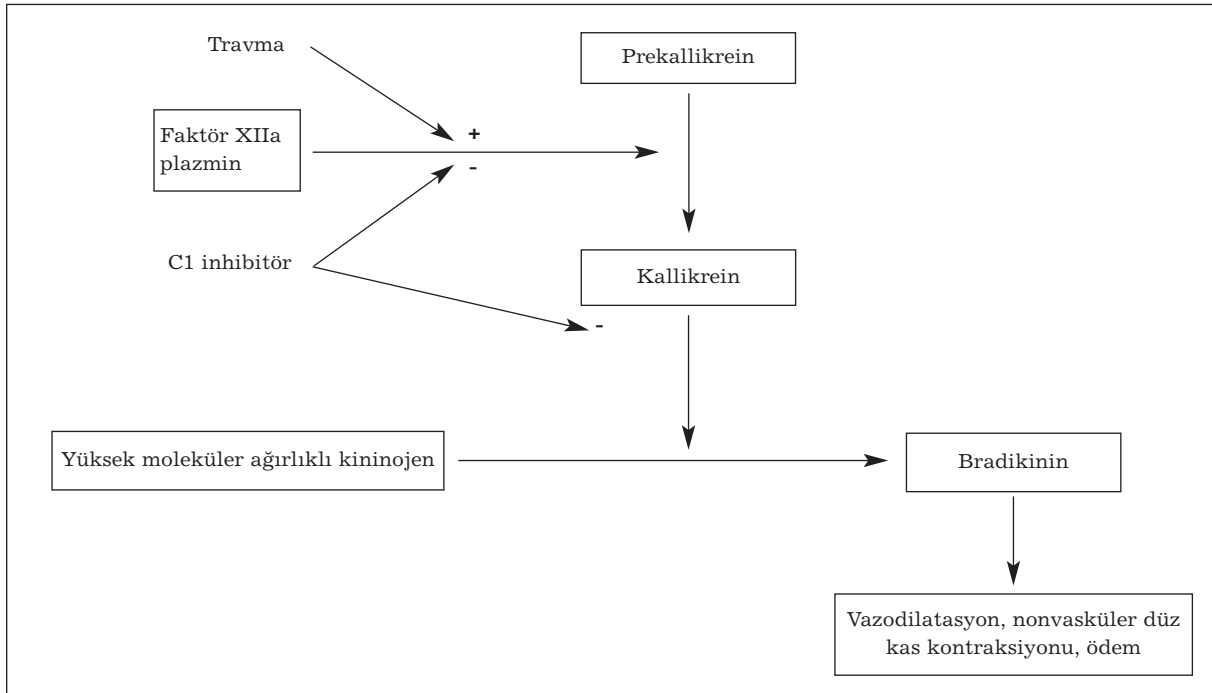 Travma
Prekallikrein
Faktör XIIa
plazmin
+
-
C1 inhibitör
Kallikrein
-
Yüksek moleküler ağırlıklı kininojen
Bradikinin
Vazodilatasyon, nonvasküler düz
kas kontraksiyonu, ödem